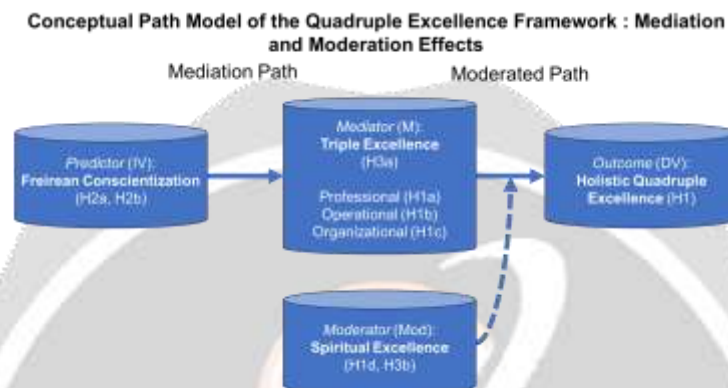 Conceptual Path Model of the Quadruple Excellence Framework : Mediation
and Moderation Effects
Mediation Path
Moderated Path
Predictor (IV):
Freirean Conscientization
(H2a, H2b)
Mediator (M):
Triple Excellence
(H3a)
Professional (H1a)
Operational (H1b)
Organizational (H1c)
Outcome (DV):
Holistic Quadruple
Excellence (H1)
Moderator (Mod):
Spiritual Excellence
(H1d, H3b)